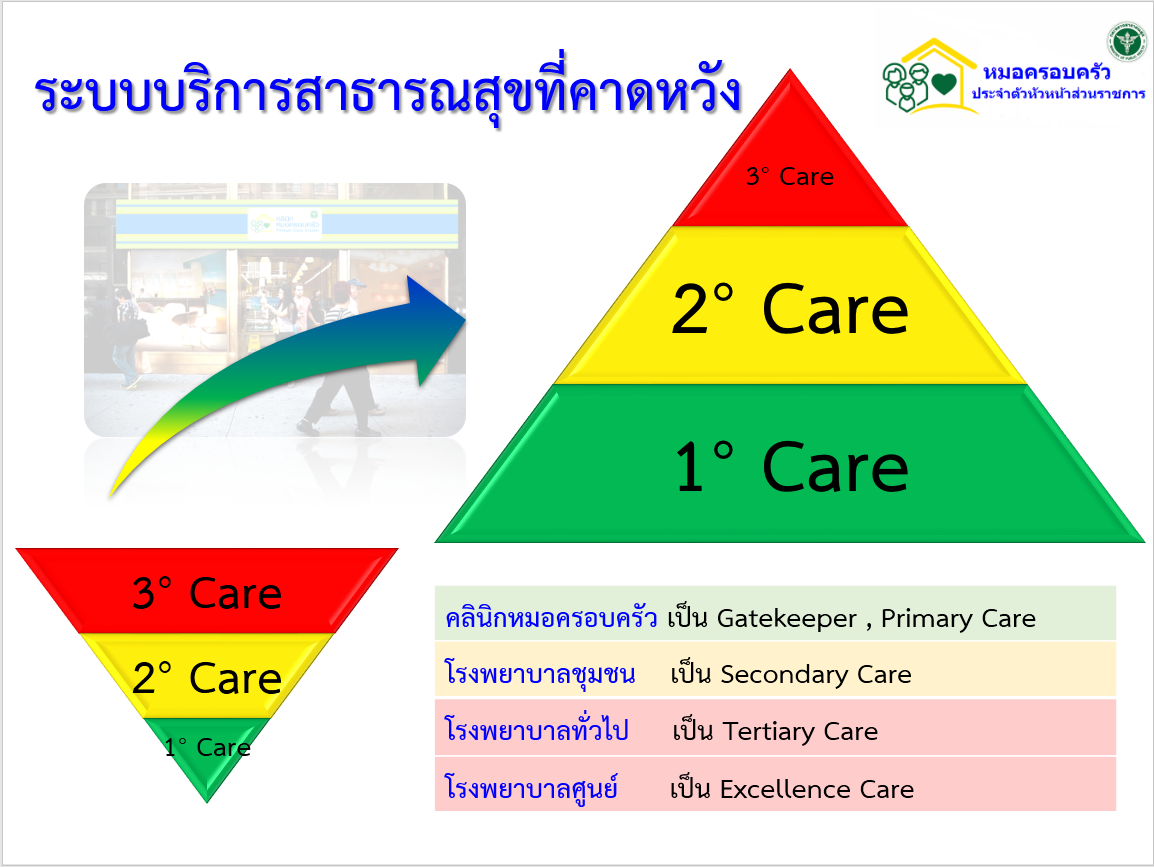 ระบบบริการสาธารณสุขที่คาดหวัง
หมอครอบครัว
ประจำตัวหัวหน้าส่วนราชการ
3° Care
2° Care
1° Care
3° Care
2° Care
1° Care
คลินิกหมอครอบครัว เป็น Gatekeeper , Primary Care
โรงพยาบาลชุมชน เป็น Secondary Care
โรงพยาบาลทั่วไป เป็น Tertiary Care
โรงพยาบาลศูนย์ เป็น Excellence Care